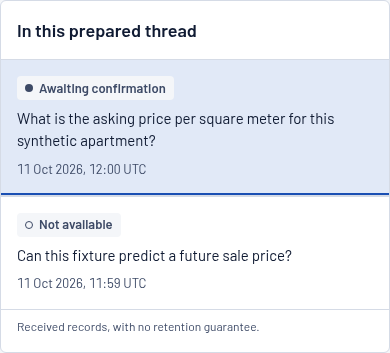 In this prepared thread
Awaiting confirmation
What is the asking price per square meter for this
synthetic apartment?
11 Oct 2026, 12:00 UTC
Not available
Can this fixture predict a future sale price?
11 Oct 2026, 11:59 UTC
Received records, with no retention guarantee.